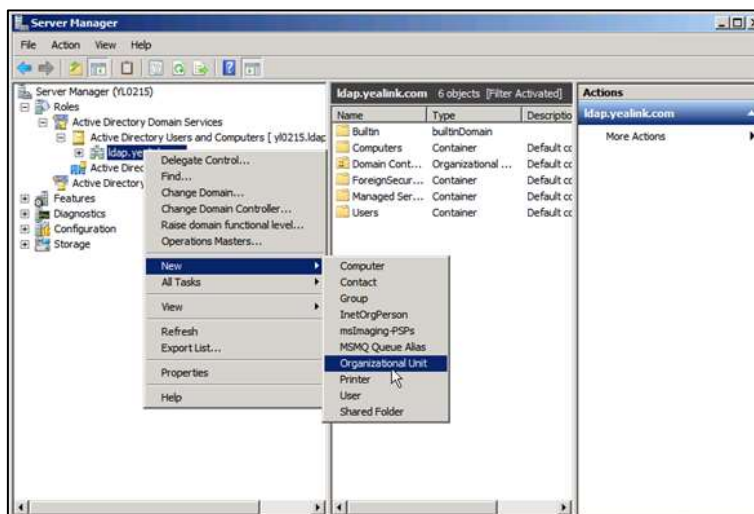 Server Manager
File Action View Help
Server Manager (YL0215)
Roles
Active Directory Domain Services
Active Directory Users and Computers [ yl0215.ldap
ldap.ye
Active Direc
Active Directory
Features
Diagnostics
Configuration
Storage
Delegate Control...
Find...
Change Domain...
Change Domain Controller...
Raise domain functional level...
Operations Masters...
New
All Tasks
View
Refresh
Export List...
Properties
Help
Computer
Contact
Group
InetOrgPerson
msImaging-PSPs
MSMQ Queue Alias
Organizational Unit
Printer
User
Shared Folder
ldap.yealink.com 6 objects [Filter Activated]
Name Type Descriptio
Builtin builtinDomain
Computers Container Default co
Domain Cont... Organizational ... Default co
ForeignSecur... Container Default co
Managed Ser... Container Default co
Users Container Default co
Actions
ldap.yealink.com
More Actions